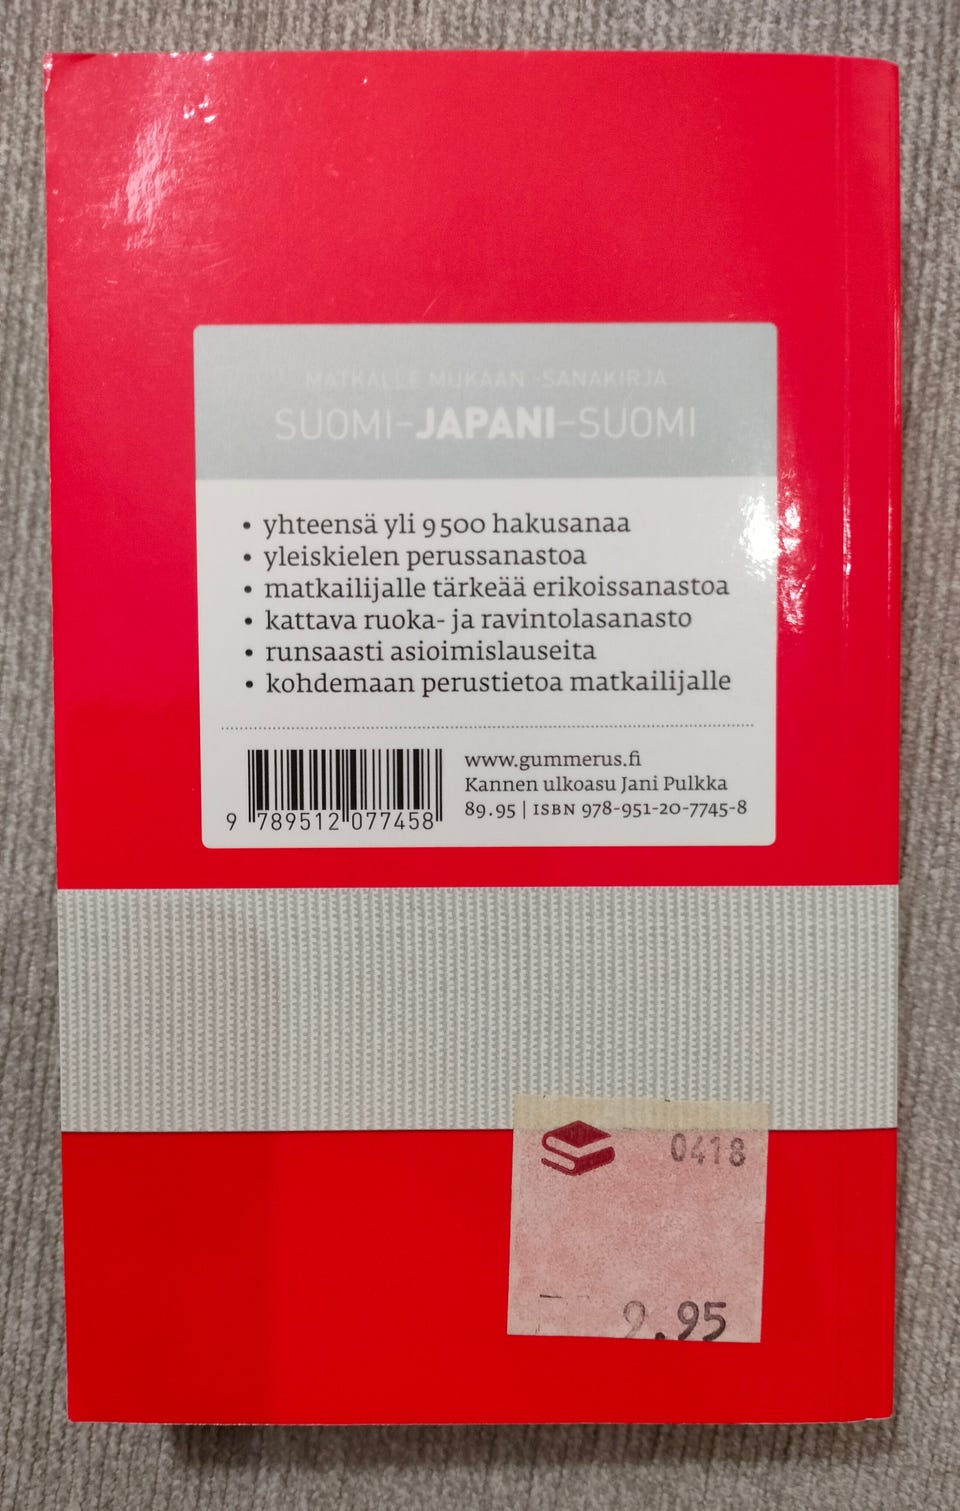 MATKALLE MUKAAN -SANAKIRJA
SUOMI–JAPANI–SUOMI
• yhteensä yli 9500 hakusanaa
• yleiskielen perussanastoa
• matkailijalle tärkeää erikoissanastoa
• kattava ruoka- ja ravintolasanasto
• runsaasti asioimislauseita
• kohdemaan perustietoa matkailijalle
www.gummerus.fi
Kannen ulkoasu Jani Pulkka
89.95 | ISBN 978-951-20-7745-8
9 789512 077458
0418
9.95